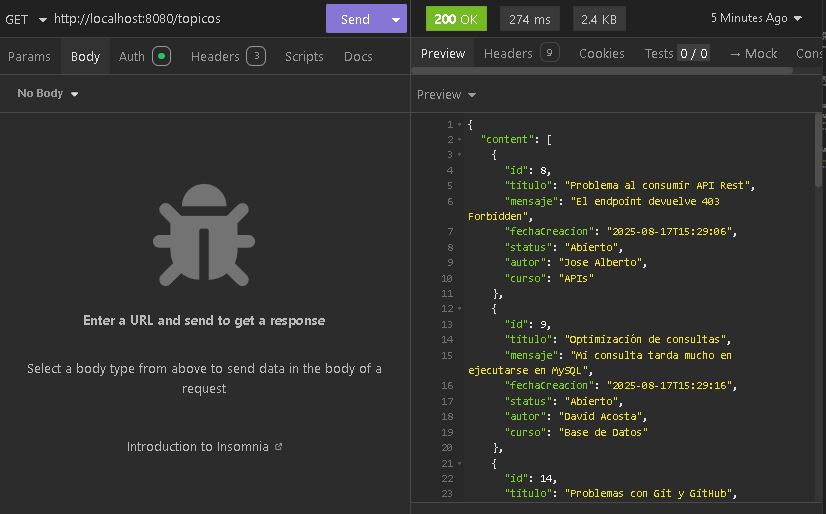 GET http://localhost:8080/topicos Send
200 OK 274 ms 2.4 KB 5 Minutes Ago
Params Body Auth Headers 3 Scripts Docs
Preview Headers 9 Cookies Tests 0 / 0 → Mock Cons
No Body
Preview
Enter a URL and send to get a response
Select a body type from above to send data in the body of a
request
Introduction to Insomnia
1 {
2 "content": [
3 {
4 "id": 8,
5 "titulo": "Problema al consumir API Rest",
6 "mensaje": "El endpoint devuelve 403
Forbidden",
7 "fechaCreacion": "2025-08-17T15:29:06",
8 "status": "Abierto",
9 "autor": "Jose Alberto",
10 "curso": "APIs"
11 },
12 {
13 "id": 9,
14 "titulo": "Optimización de consultas",
15 "mensaje": "Mi consulta tarda mucho en
ejecutarse en MySQL",
16 "fechaCreacion": "2025-08-17T15:29:16",
17 "status": "Abierto",
18 "autor": "David Acosta",
19 "curso": "Base de Datos"
20 },
21 {
22 "id": 14,
23 "titulo": "Problemas con Git y GitHub",